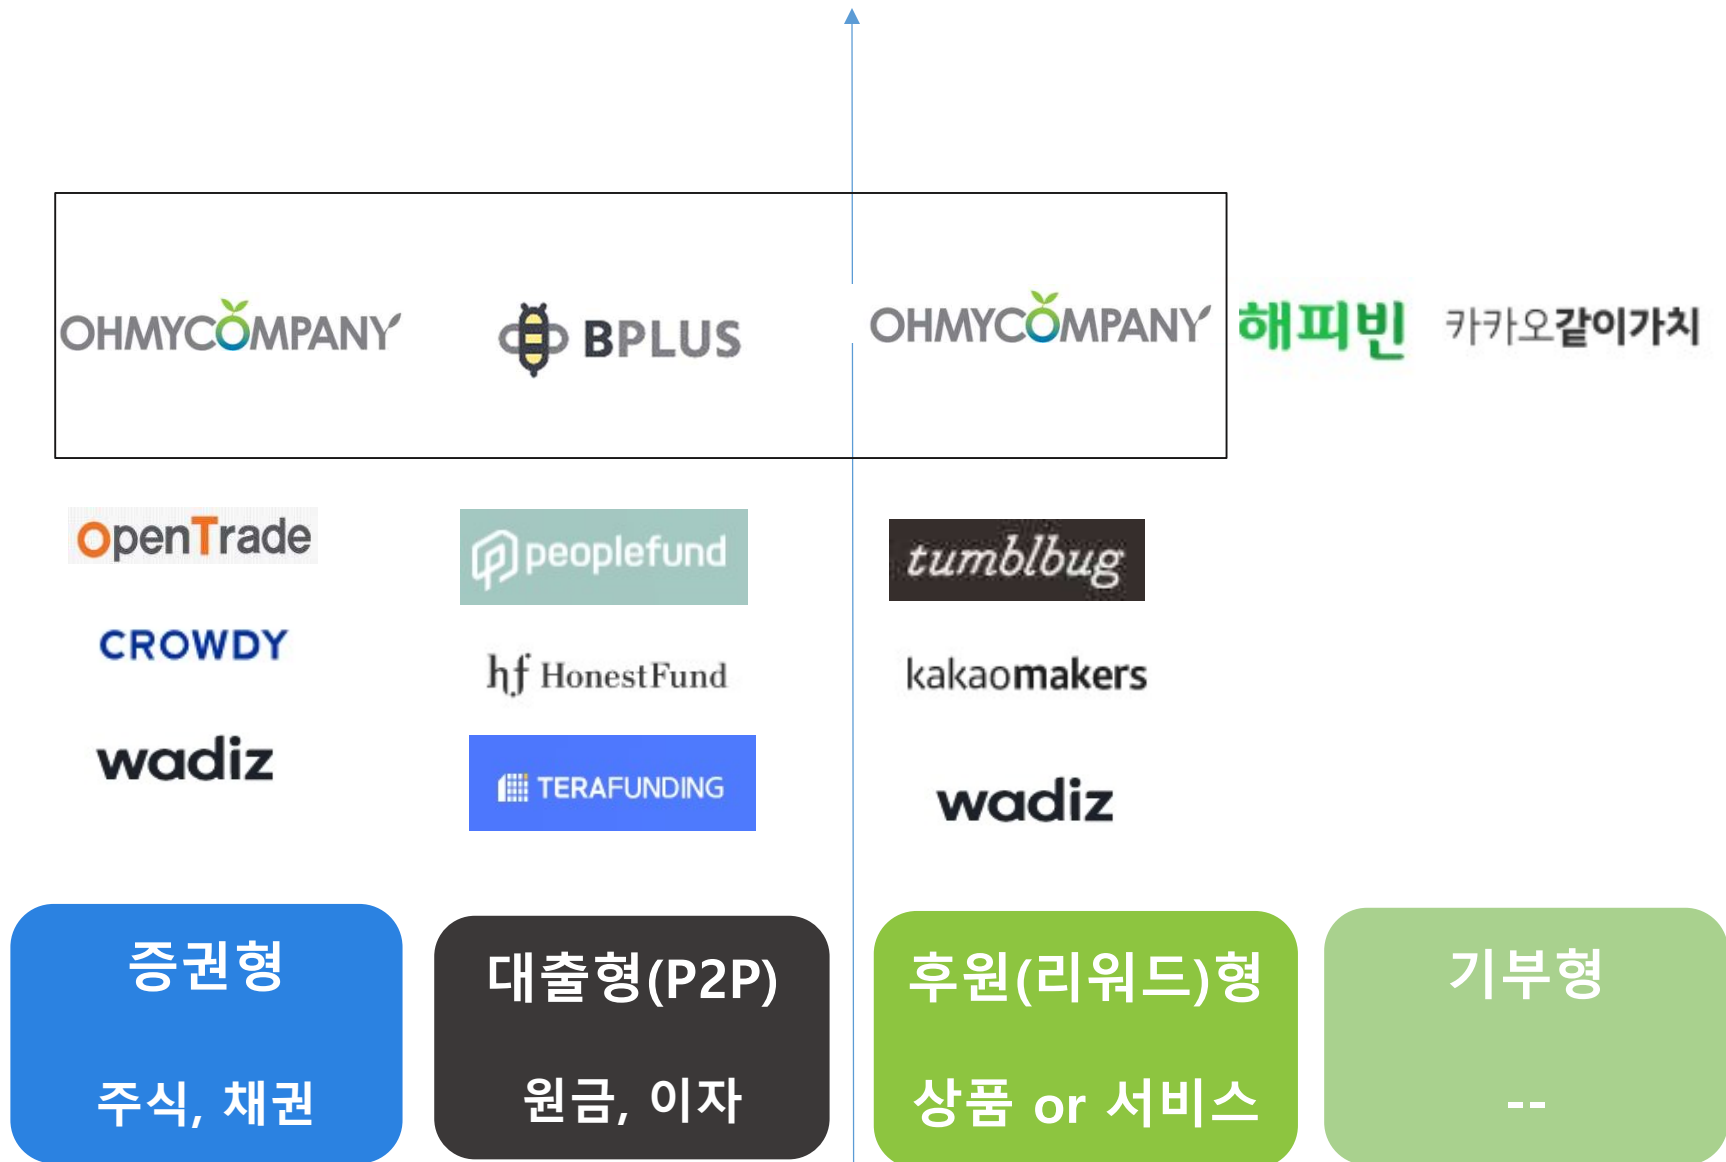 OHMYCOMPANY
BPLUS
OHMYCOMPANY
해피빈
카카오같이가치
OpenTrade
peoplefund
tumblbug
CROWDY
hf HonestFund
kakaomakers
wadiz
TERAFUNDING
wadiz
증권형
대출형(P2P)
후원(리워드)형
기부형
주식, 채권
원금, 이자
상품 or 서비스
--